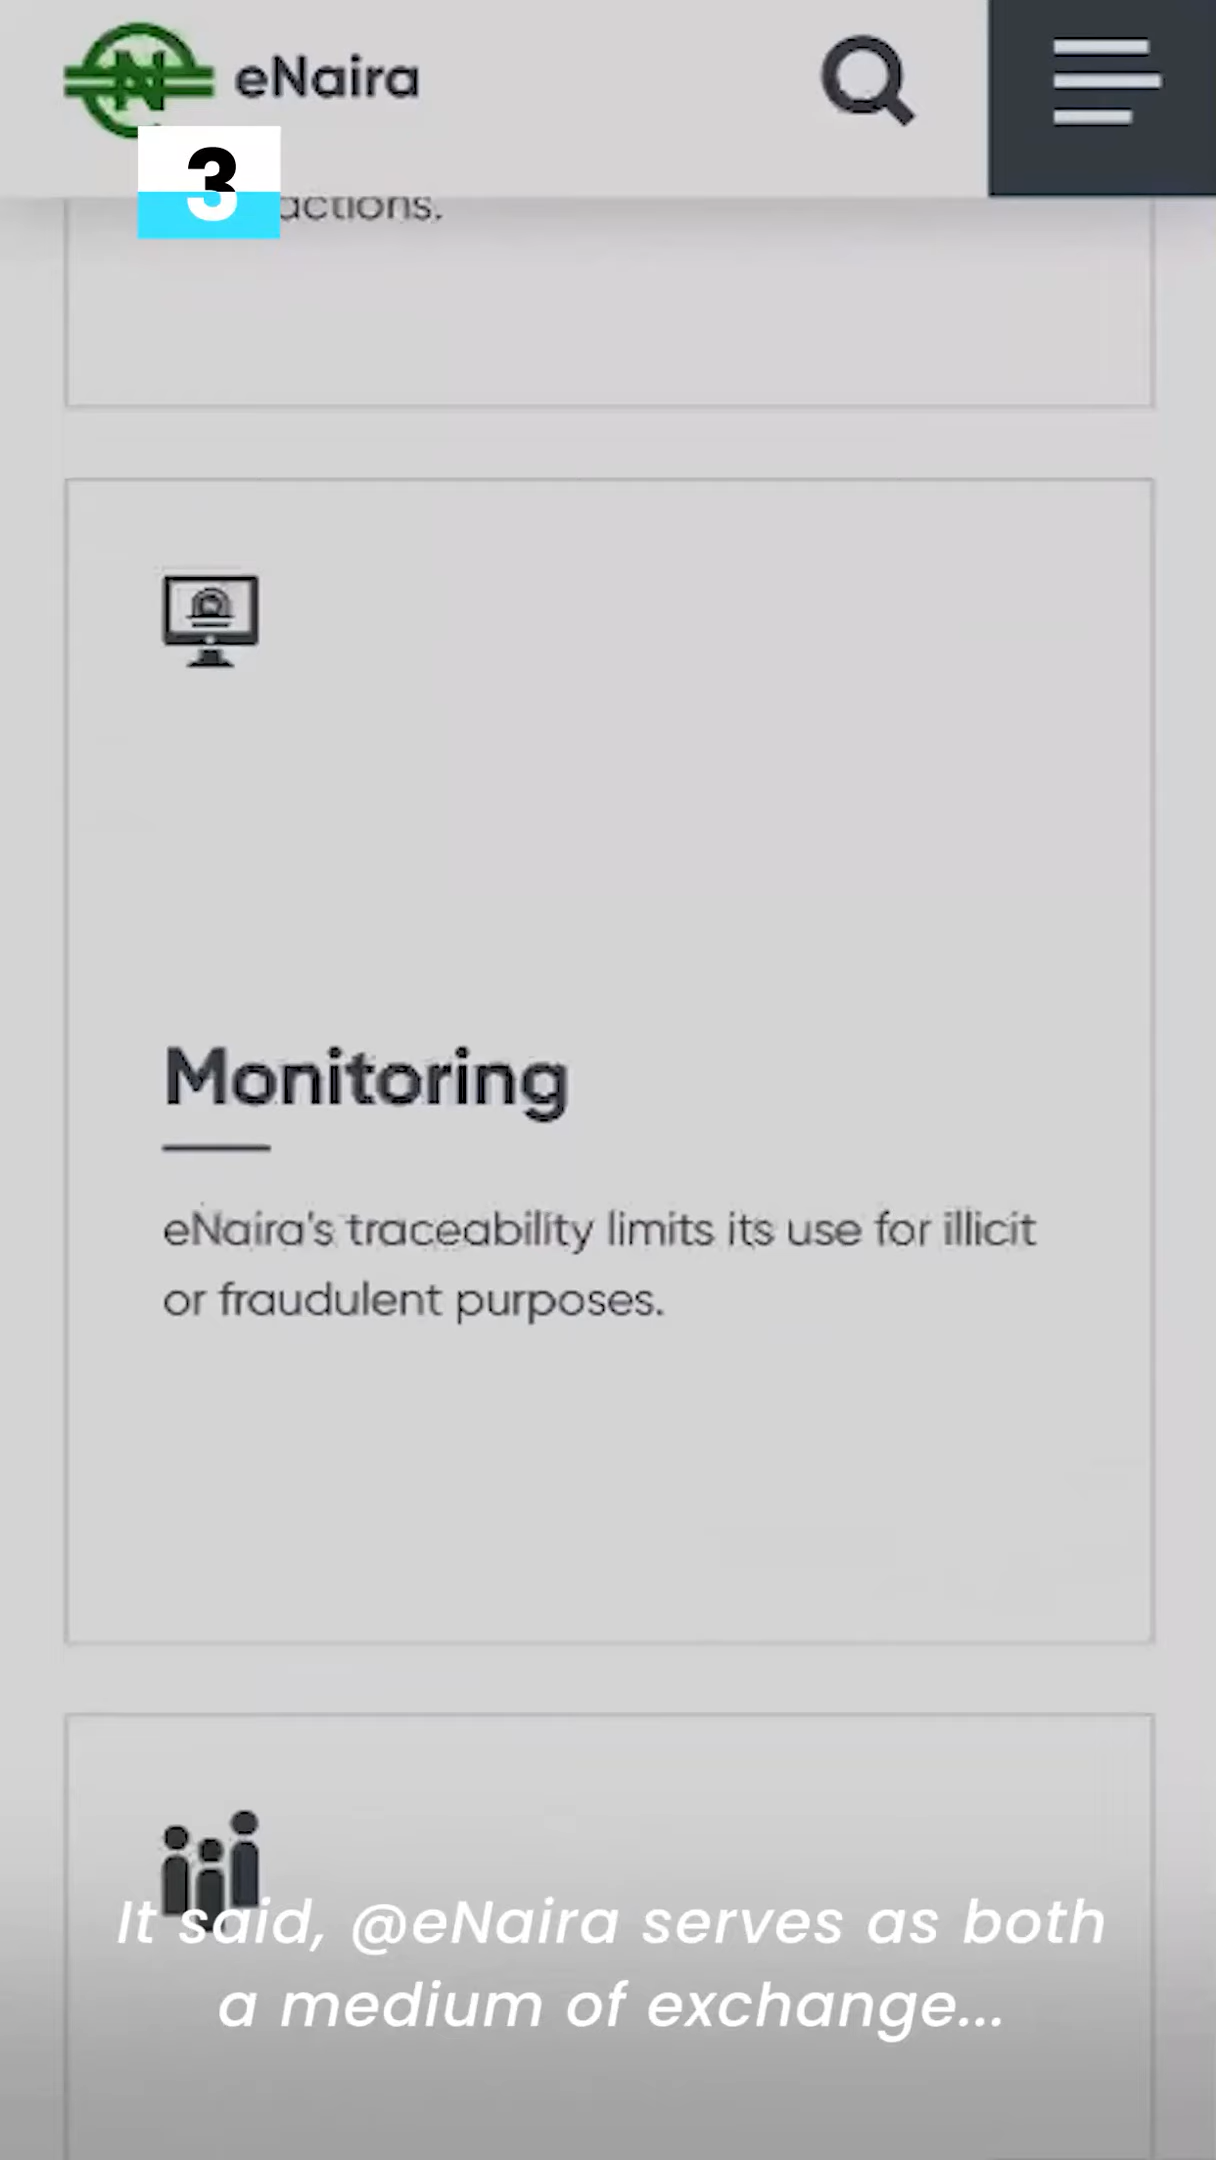 eNaira
3
actions.
Monitoring
eNaira's traceability limits its use for illicit
or fraudulent purposes.
It said, @eNaira serves as both
a medium of exchange...